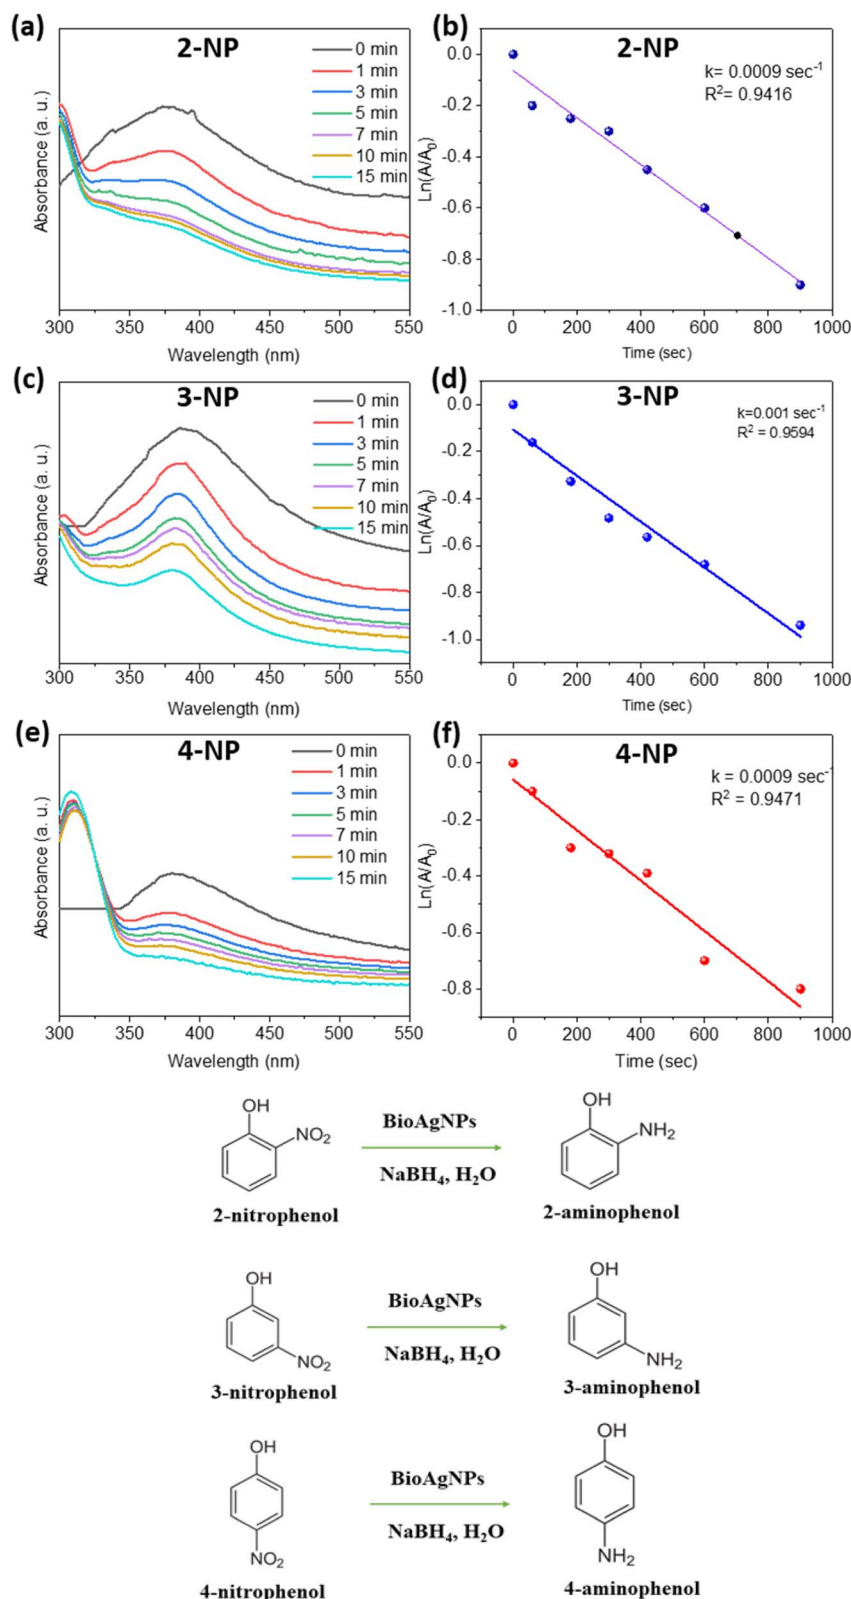 (a)
2-NP
0 min
1 min
3 min
5 min
7 min
10 min
15 min
Absorbance (a. u.)
300 350 400 450 500 550
Wavelength (nm)
(b)
2-NP
k= 0.0009 sec⁻¹
R²= 0.9416
0.0
-0.2
-0.4
-0.6
-0.8
-1.0
Ln(A/A₀)
0 200 400 600 800 1000
Time (sec)
(c)
3-NP
0 min
1 min
3 min
5 min
7 min
10 min
15 min
Absorbance (a. u.)
300 350 400 450 500 550
Wavelength (nm)
(d)
3-NP
k=0.001 sec⁻¹
R² = 0.9594
0.0
-0.2
-0.4
-0.6
-0.8
-1.0
Ln(A/A₀)
0 200 400 600 800 1000
Time (sec)
(e)
4-NP
0 min
1 min
3 min
5 min
7 min
10 min
15 min
Absorbance (a. u.)
300 350 400 450 500 550
Wavelength (nm)
(f)
4-NP
k = 0.0009 sec⁻¹
R² = 0.9471
0.0
-0.2
-0.4
-0.6
-0.8
Ln(A/A₀)
0 200 400 600 800 1000
Time (sec)
OH
NO₂
2-nitrophenol
BioAgNPs
NaBH₄, H₂O
OH
NH₂
2-aminophenol
OH
NO₂
3-nitrophenol
BioAgNPs
NaBH₄, H₂O
OH
NH₂
3-aminophenol
OH
NO₂
4-nitrophenol
BioAgNPs
NaBH₄, H₂O
OH
NH₂
4-aminophenol